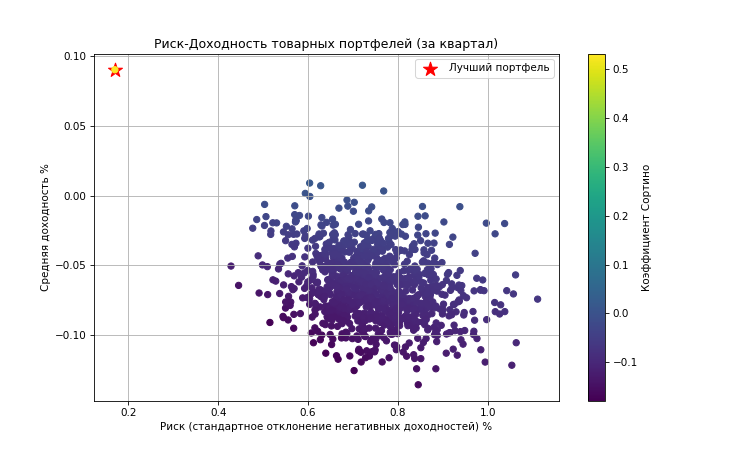 Риск-Доходность товарных портфелей (за квартал)
Лучший портфель
Средняя доходность %
0.10
0.05
0.00
−0.05
−0.10
0.2 0.4 0.6 0.8 1.0
Риск (стандартное отклонение негативных доходностей) %
0.5
0.4
0.3
0.2
0.1
0.0
−0.1
Коэффициент Сортино